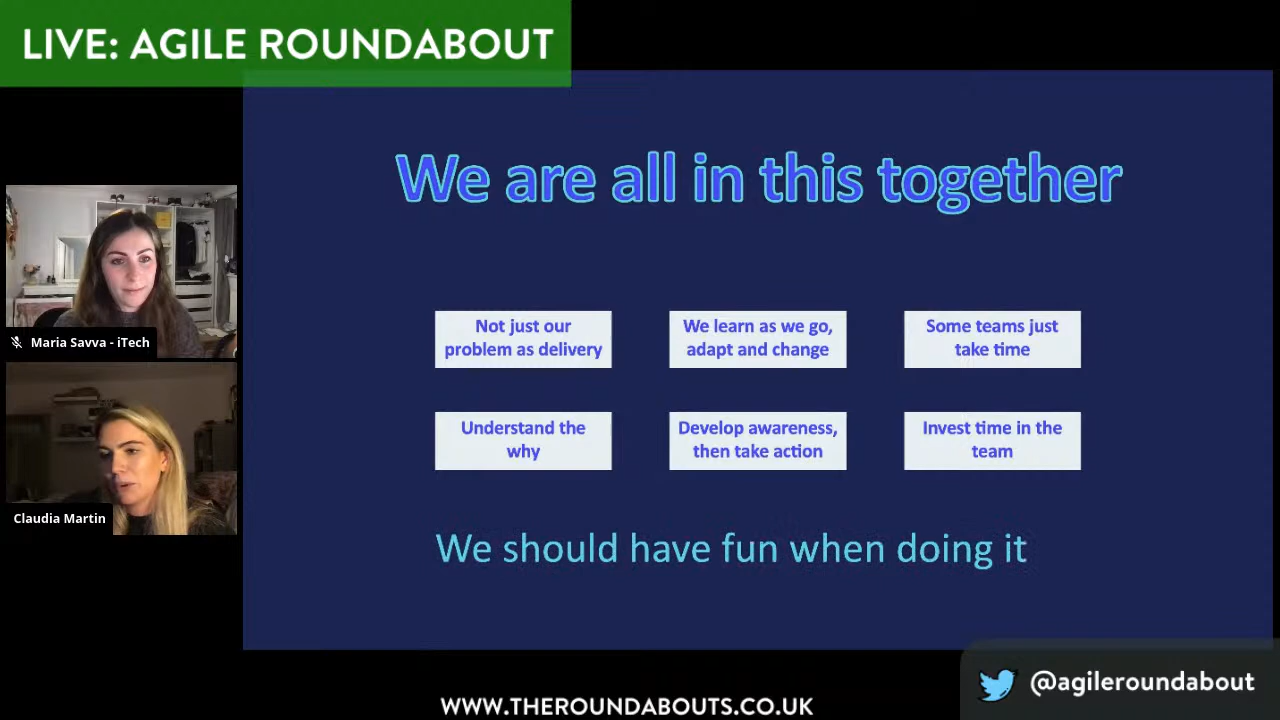 LIVE: AGILE ROUNDABOUT
We are all in this together
Not just our
problem as delivery
We learn as we go,
adapt and change
Some teams just
take time
Understand the
why
Develop awareness,
then take action
Invest time in the
team
We should have fun when doing it
Maria Savva - iTech
Claudia Martin
@agileroundabout
WWW.THEROUNDABOUTS.CO.UK